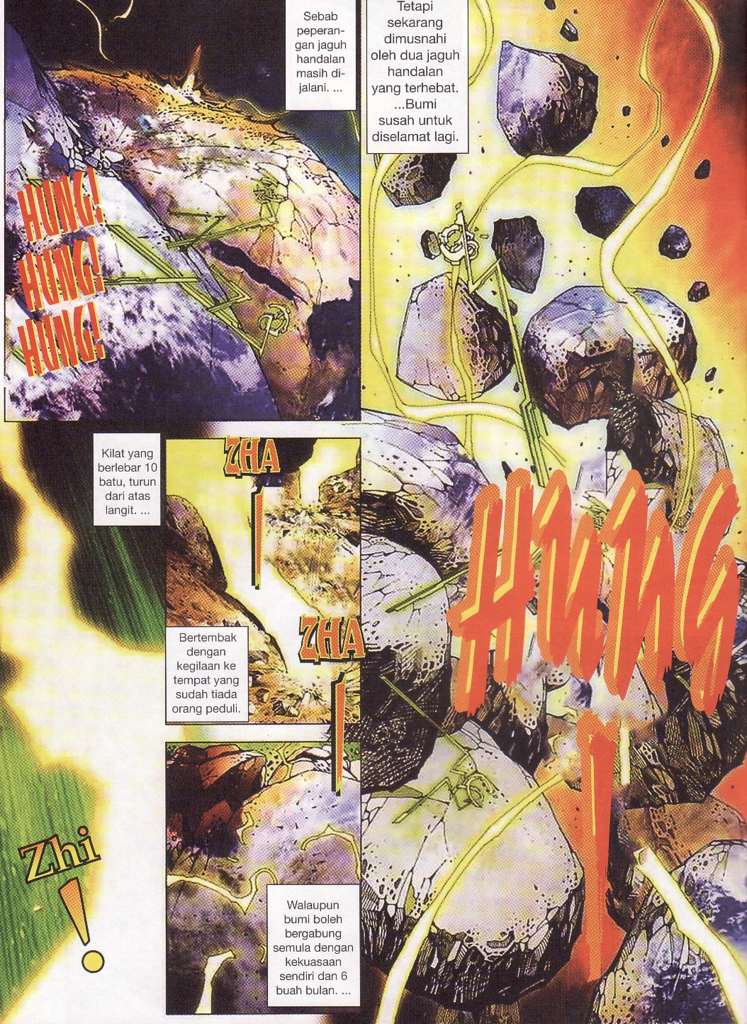 Sebab
peperan-
gan jaguh
handalan
masih di-
jalani. ...
Tetapi
sekarang
dimusnahi
oleh dua jaguh
handalan
yang terhebat.
...Bumi
susah untuk
diselamat lagi.
HUNG!
HUNG!
HUNG!
HUNG!
Kilat yang
berlebar 10
batu, turun
dari atas
langit. ...
ZHA!
ZHA!
Bertembak
dengan
kegilaan ke
tempat yang
sudah tiada
orang peduli.
Zhi!
Walaupun
bumi boleh
bergabung
semula dengan
kekuasaan
sendiri dan 6
buah bulan. ...